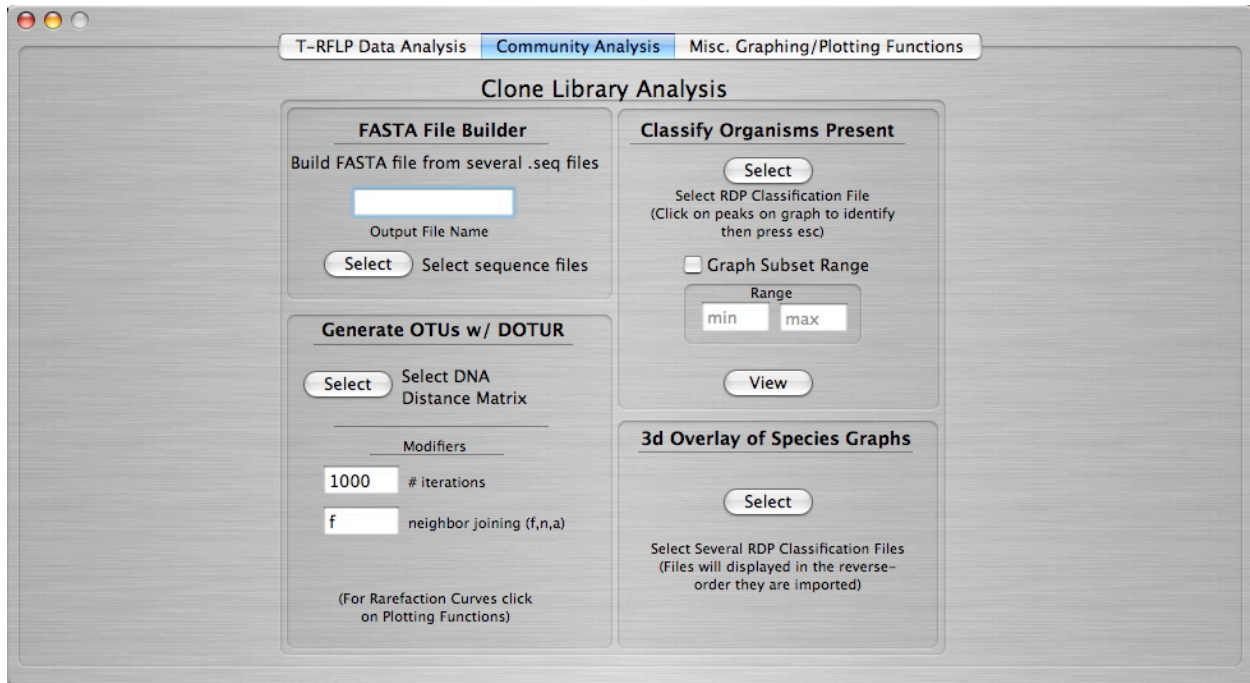 T-RFLP Data Analysis
Community Analysis
Misc. Graphing/Plotting Functions
Clone Library Analysis
FASTA File Builder
Build FASTA file from several .seq files
Output File Name
Select
Select sequence files
Generate OTUs w/ DOTUR
Select
Select DNA
Distance Matrix
Modifiers
1000
# iterations
f
neighbor joining (f,n,a)
(For Rarefaction Curves click
on Plotting Functions)
Classify Organisms Present
Select
Select RDP Classification File
(Click on peaks on graph to identify
then press esc)
Graph Subset Range
Range
min
max
View
3d Overlay of Species Graphs
Select
Select Several RDP Classification Files
(Files will displayed in the reverse-
order they are imported)